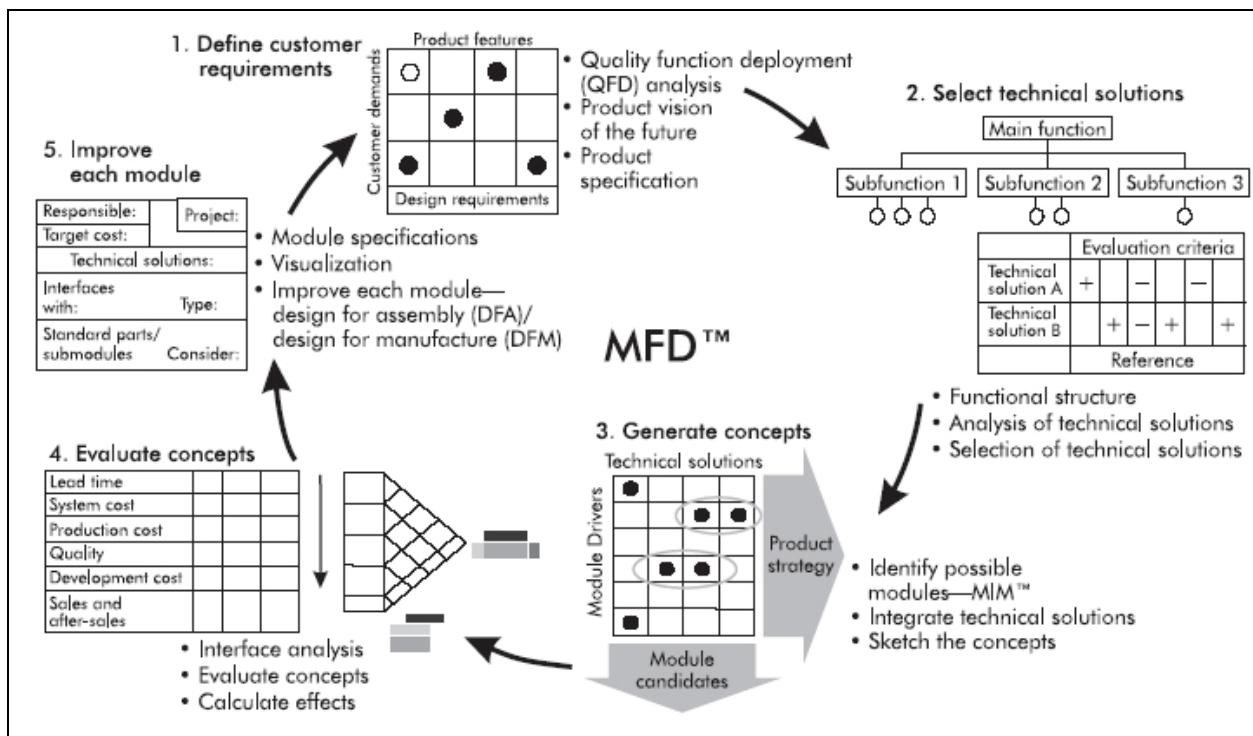 1. Define customer
requirements
Product features
Customer demands
Design requirements
• Quality function deployment
(QFD) analysis
• Product vision
of the future
• Product
specification
2. Select technical solutions
Main function
Subfunction 1
Subfunction 2
Subfunction 3
Evaluation criteria
Technical
solution A
+ − −
Technical
solution B
+ − + +
Reference
• Functional structure
• Analysis of technical solutions
• Selection of technical solutions
MFD™
3. Generate concepts
Technical solutions
Module Drivers
Product
strategy
Module
candidates
• Identify possible
modules—MIM™
• Integrate technical solutions
• Sketch the concepts
4. Evaluate concepts
Lead time
System cost
Production cost
Quality
Development cost
Sales and
after-sales
• Interface analysis
• Evaluate concepts
• Calculate effects
5. Improve
each module
Responsible:
Project:
Target cost:
Technical solutions:
Interfaces
with: Type:
Standard parts/
submodules Consider:
• Module specifications
• Visualization
• Improve each module—
design for assembly (DFA)/
design for manufacture (DFM)